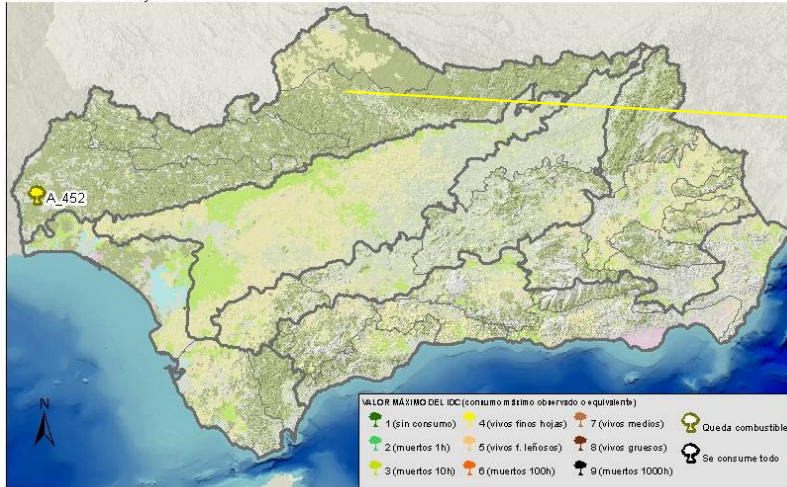 A_452
N
VALOR MÁXIMO DEL IDC (consumo máximo observado o equivalente)
1 (sin consumo)
4 (vivos finos hojas)
7 (vivos medios)
Queda combustible
2 (muertos 1h)
5 (vivos f. leñosos)
8 (vivos gruesos)
3 (muertos 10h)
6 (muertos 100h)
9 (muertos 1000h)
Se consume todo